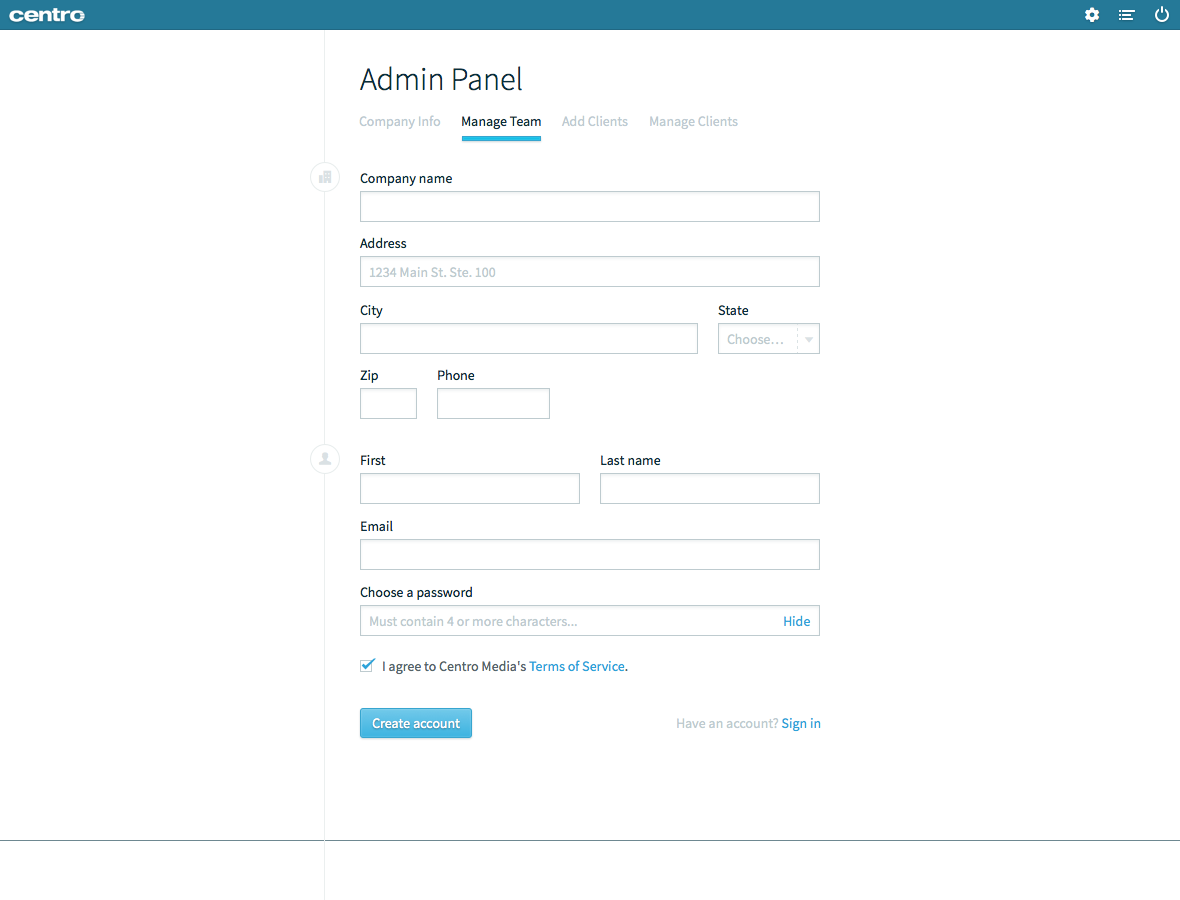 centro
Admin Panel
Company Info Manage Team Add Clients Manage Clients
Company name
Address
1234 Main St. Ste. 100
City State
Choose...
Zip Phone
First Last name
Email
Choose a password
Must contain 4 or more characters... Hide
I agree to Centro Media's Terms of Service.
Create account Have an account? Sign in